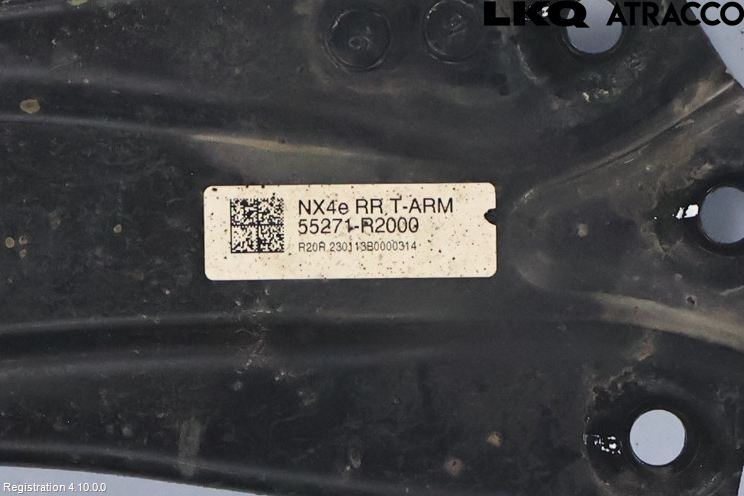 LKQ ATRACCO
NX4e RR T-ARM
55271-R2000
R20R 230113B0000314
Registration 4.10.0.0